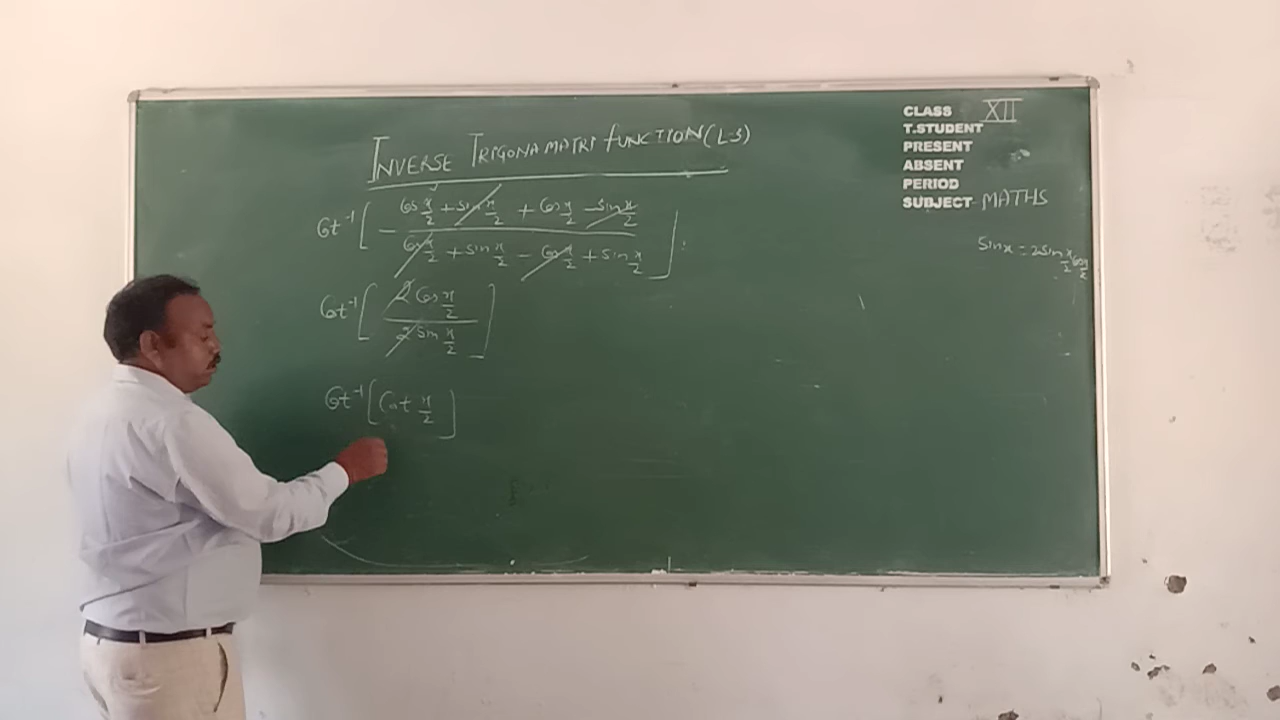 INVERSE TRIGONAMATRI FUNCTION (L-3)
CLASS XII
T.STUDENT
PRESENT
ABSENT
PERIOD
SUBJECT MATHS
Sin x = 2 Sin x/2 Cos x/2
Cot⁻¹ [ - (Cos x/2 + Sin x/2 + Cos x/2 - Sin x/2) / (Cos x/2 + Sin x/2 - Cos x/2 + Sin x/2) ]
Cot⁻¹ [ 2 Cos x/2 / 2 Sin x/2 ]
Cot⁻¹ [ Cot x/2 ]